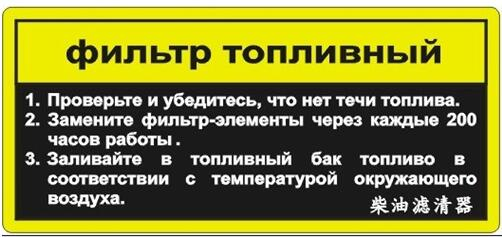 фильтр топливный
1. Проверьте и убедитесь, что нет течи топлива.
2. Замените фильтр-элементы через каждые 200
часов работы .
3. Заливайте в топливный бак топливо в
соответствии с температурой окружающего
воздуха.
柴油滤清器